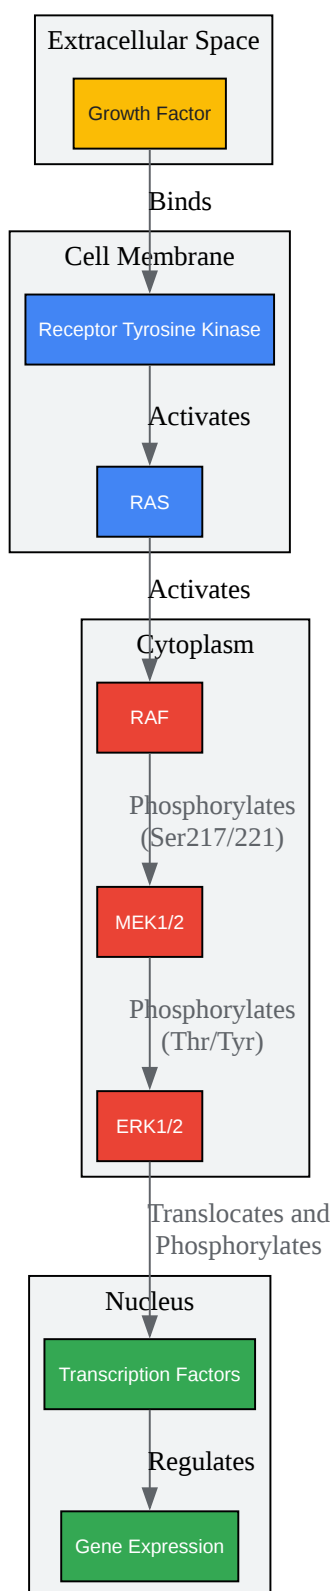 Extracellular Space
Growth Factor
Binds
Cell Membrane
Receptor Tyrosine Kinase
Activates
RAS
Activates
Cytoplasm
RAF
Phosphorylates
(Ser217/221)
MEK1/2
Phosphorylates
(Thr/Tyr)
ERK1/2
Translocates and
Phosphorylates
Nucleus
Transcription Factors
Regulates
Gene Expression